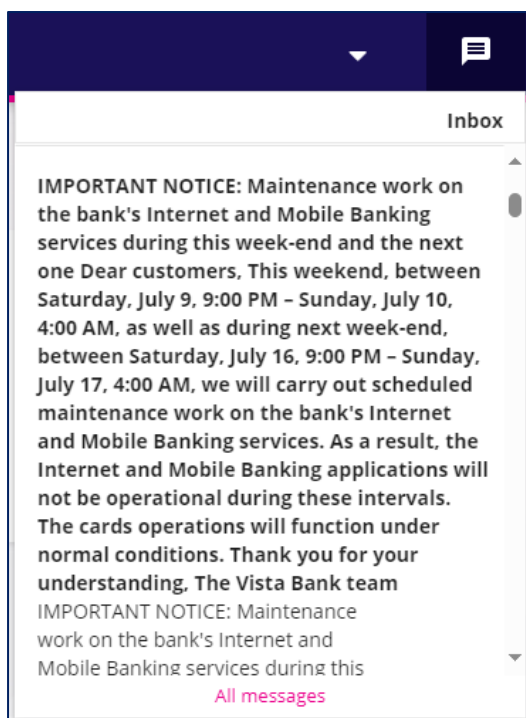 Inbox
IMPORTANT NOTICE: Maintenance work on
the bank's Internet and Mobile Banking
services during this week-end and the next
one Dear customers, This weekend, between
Saturday, July 9, 9:00 PM – Sunday, July 10,
4:00 AM, as well as during next week-end,
between Saturday, July 16, 9:00 PM – Sunday,
July 17, 4:00 AM, we will carry out scheduled
maintenance work on the bank's Internet
and Mobile Banking services. As a result, the
Internet and Mobile Banking applications will
not be operational during these intervals.
The cards operations will function under
normal conditions. Thank you for your
understanding, The Vista Bank team
IMPORTANT NOTICE: Maintenance
work on the bank's Internet and
Mobile Banking services during this
All messages